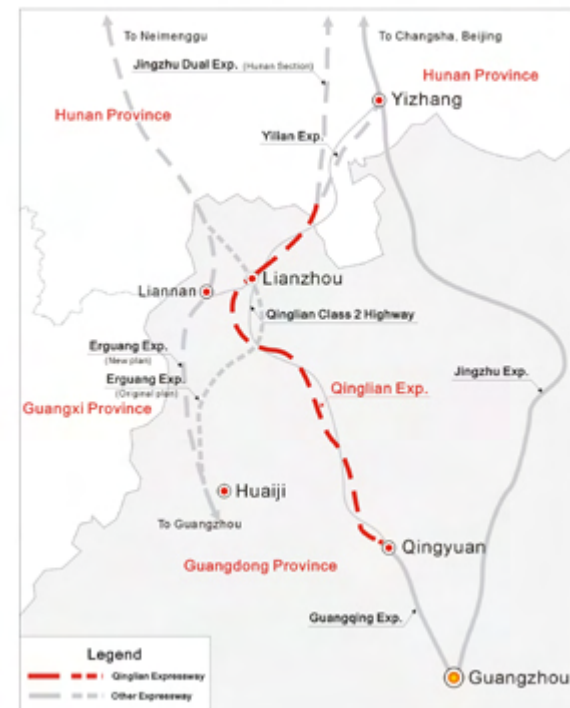 To Neimenggu
To Changsha, Beijing
Jingzhu Dual Exp. (Hunan Section)
Hunan Province
Yizhang
Hunan Province
Yilian Exp.
Lianzhou
Liannan
Qinglian Class 2 Highway
Erguang Exp.
(New plan)
Erguang Exp.
(Original plan)
Jingzhu Exp.
Qinglian Exp.
Guangxi Province
Huaiji
To Guangzhou
Qingyuan
Guangdong Province
Guangqing Exp.
Guangzhou
Legend
Qinglian Expressway
Other Expressway